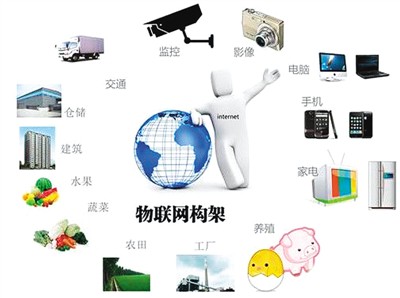 监控
影像
交通
电脑
仓储
手机
internet
建筑
家电
水果
蔬菜
物联网构架
养殖
农田
工厂